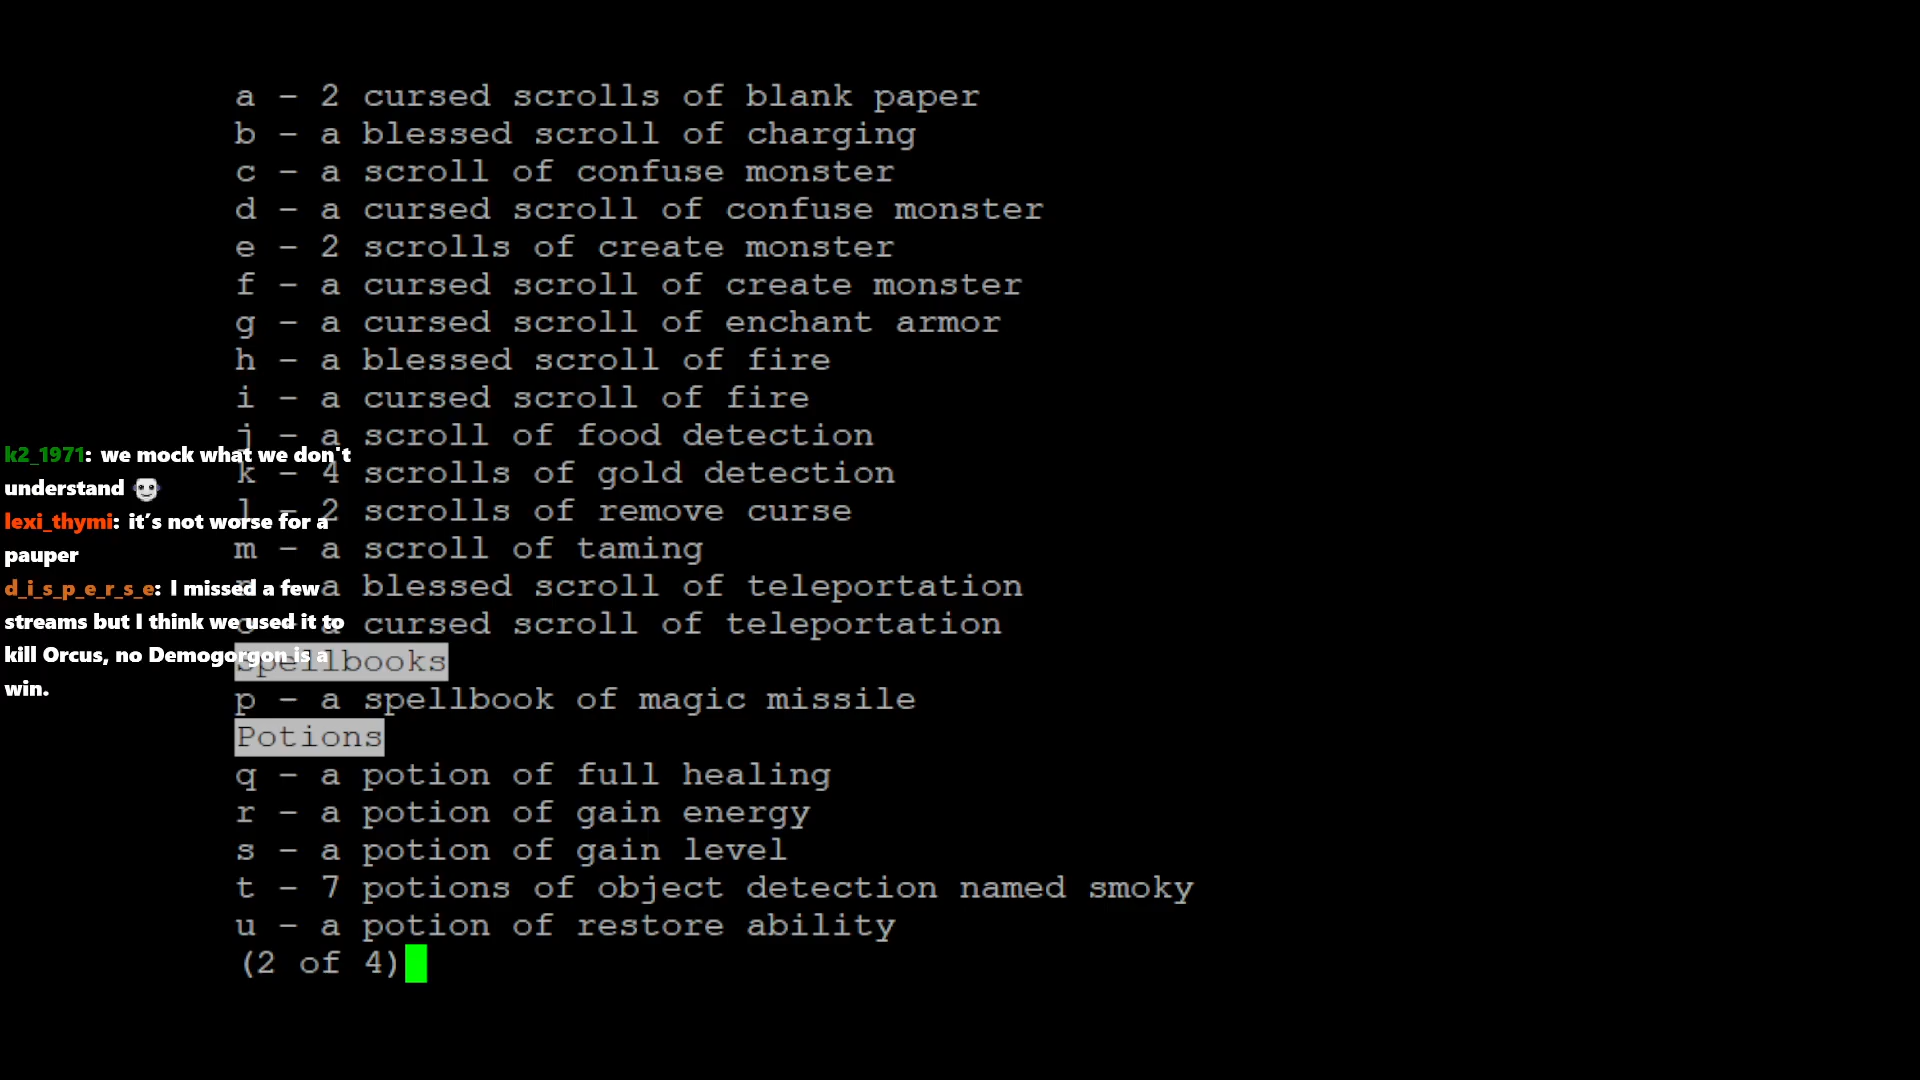 a - 2 cursed scrolls of blank paper
b - a blessed scroll of charging
c - a scroll of confuse monster
d - a cursed scroll of confuse monster
e - 2 scrolls of create monster
f - a cursed scroll of create monster
g - a cursed scroll of enchant armor
h - a blessed scroll of fire
i - a cursed scroll of fire
j - a scroll of food detection
k - 4 scrolls of gold detection
l - 2 scrolls of remove curse
m - a scroll of taming
n - a blessed scroll of teleportation
o - a cursed scroll of teleportation
Spellbooks
p - a spellbook of magic missile
Potions
q - a potion of full healing
r - a potion of gain energy
s - a potion of gain level
t - 7 potions of object detection named smoky
u - a potion of restore ability
(2 of 4)
k2_1971: we mock what we don't
understand
lexi_thymi: it’s not worse for a
pauper
d_i_s_p_e_r_s_e: I missed a few
streams but I think we used it to
kill Orcus, no Demogorgon is a
win.